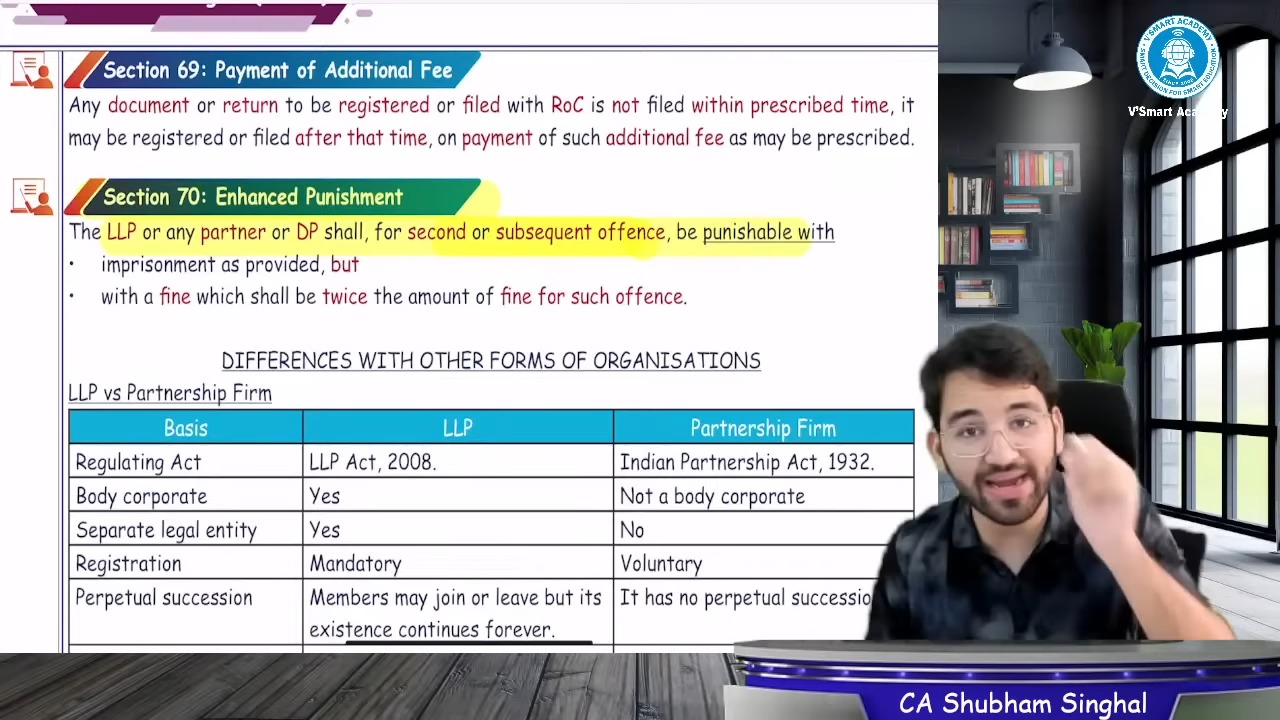 Section 69: Payment of Additional Fee
Any document or return to be registered or filed with RoC is not filed within prescribed time, it
may be registered or filed after that time, on payment of such additional fee as may be prescribed.
Section 70: Enhanced Punishment
The LLP or any partner or DP shall, for second or subsequent offence, be punishable with
• imprisonment as provided, but
• with a fine which shall be twice the amount of fine for such offence.
DIFFERENCES WITH OTHER FORMS OF ORGANISATIONS
LLP vs Partnership Firm
Basis LLP Partnership Firm
Regulating Act LLP Act, 2008. Indian Partnership Act, 1932.
Body corporate Yes Not a body corporate
Separate legal entity Yes No
Registration Mandatory Voluntary
Perpetual succession Members may join or leave but its It has no perpetual successio
existence continues forever.
V'SMART ACADEMY
SMART DECISION FOR SMART EDUCATION
V'Smart Academy
CA Shubham Singhal